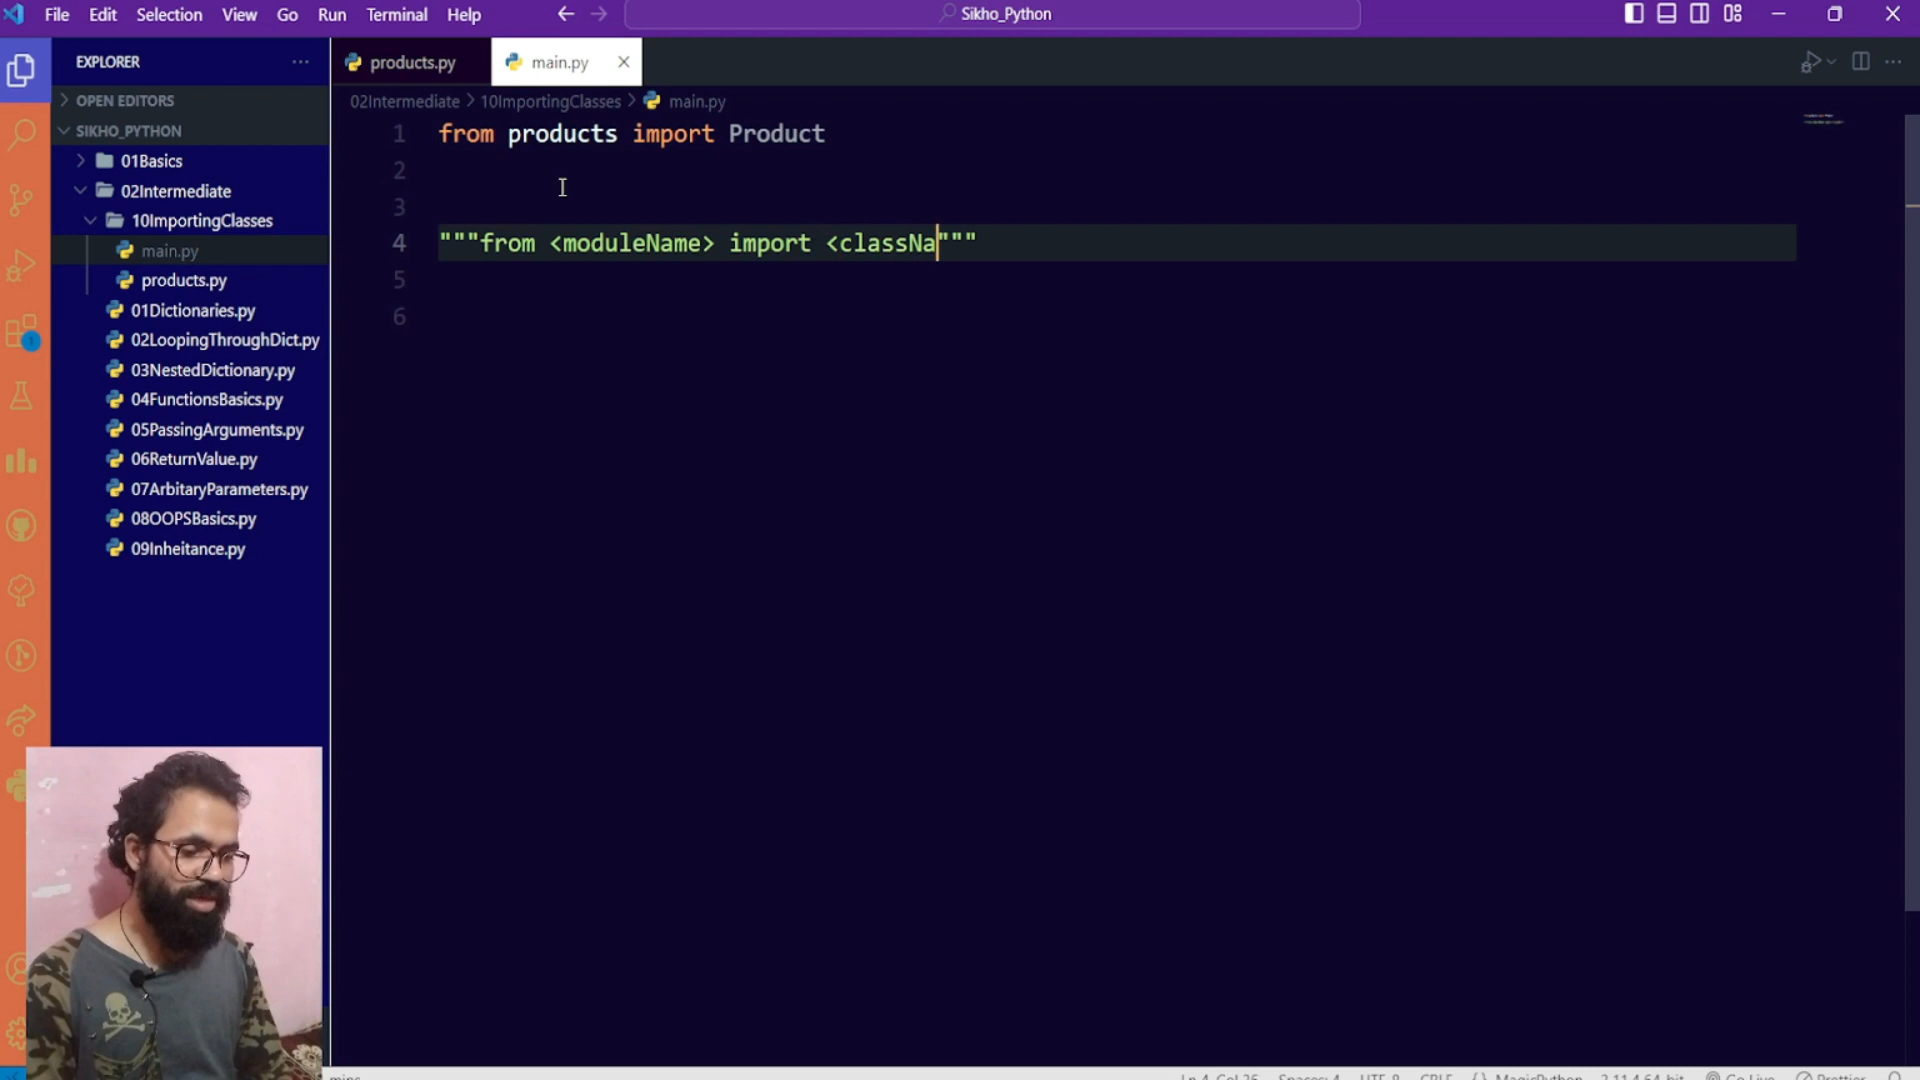 File Edit Selection View Go Run Terminal Help
Sikho_Python
EXPLORER
OPEN EDITORS
SIKHO_PYTHON
01Basics
02Intermediate
10ImportingClasses
main.py
products.py
01Dictionaries.py
02LoopingThroughDict.py
03NestedDictionary.py
04FunctionsBasics.py
05PassingArguments.py
06ReturnValue.py
07ArbitaryParameters.py
08OOPSBasics.py
09Inheitance.py
1
products.py main.py
02Intermediate > 10ImportingClasses > main.py
1 from products import Product
2
3
4 """from <moduleName> import <classNa"""
5
6